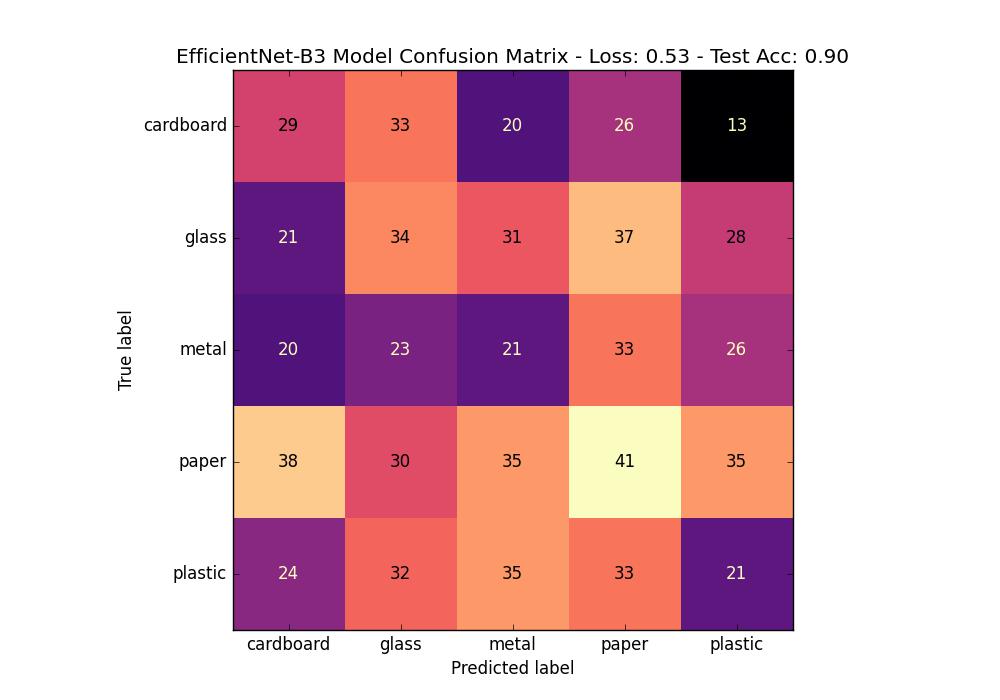 EfficientNet-B3 Model Confusion Matrix - Loss: 0.53 - Test Acc: 0.90
cardboard 29 33 20 26 13
glass 21 34 31 37 28
metal 20 23 21 33 26
paper 38 30 35 41 35
plastic 24 32 35 33 21
True label
cardboard glass metal paper plastic
Predicted label